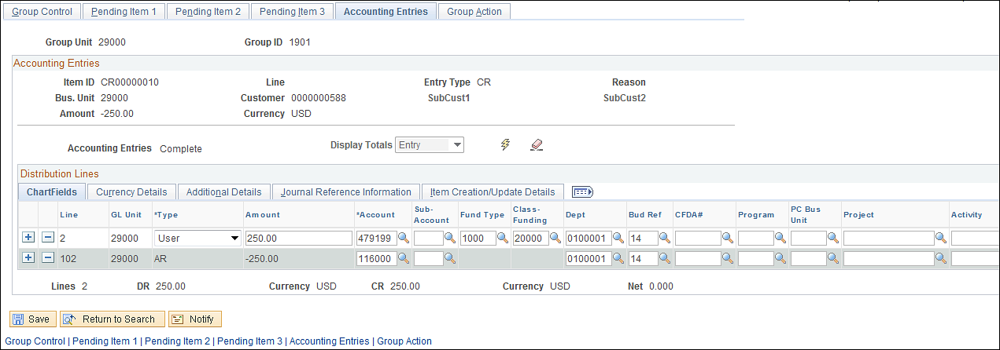 Group Control Pending Item 1 Pending Item 2 Pending Item 3 Accounting Entries Group Action
Group Unit 29000 Group ID 1901
Accounting Entries
Item ID CR00000010 Line Entry Type CR Reason
Bus. Unit 29000 Customer 0000000588 SubCust1 SubCust2
Amount -250.00 Currency USD
Accounting Entries Complete Display Totals Entry
Distribution Lines
ChartFields Currency Details Additional Details Journal Reference Information Item Creation/Update Details
Line GL Unit *Type Amount *Account Sub-Account Fund Type Class-Funding Dept Bud Ref CFDA# Program PC Bus Unit Project Activity
2 29000 User 250.00 479199 1000 20000 0100001 14
102 29000 AR -250.00 116000 0100001 14
Lines 2 DR 250.00 Currency USD CR 250.00 Currency USD Net 0.000
Save Return to Search Notify
Group Control | Pending Item 1 | Pending Item 2 | Pending Item 3 | Accounting Entries | Group Action